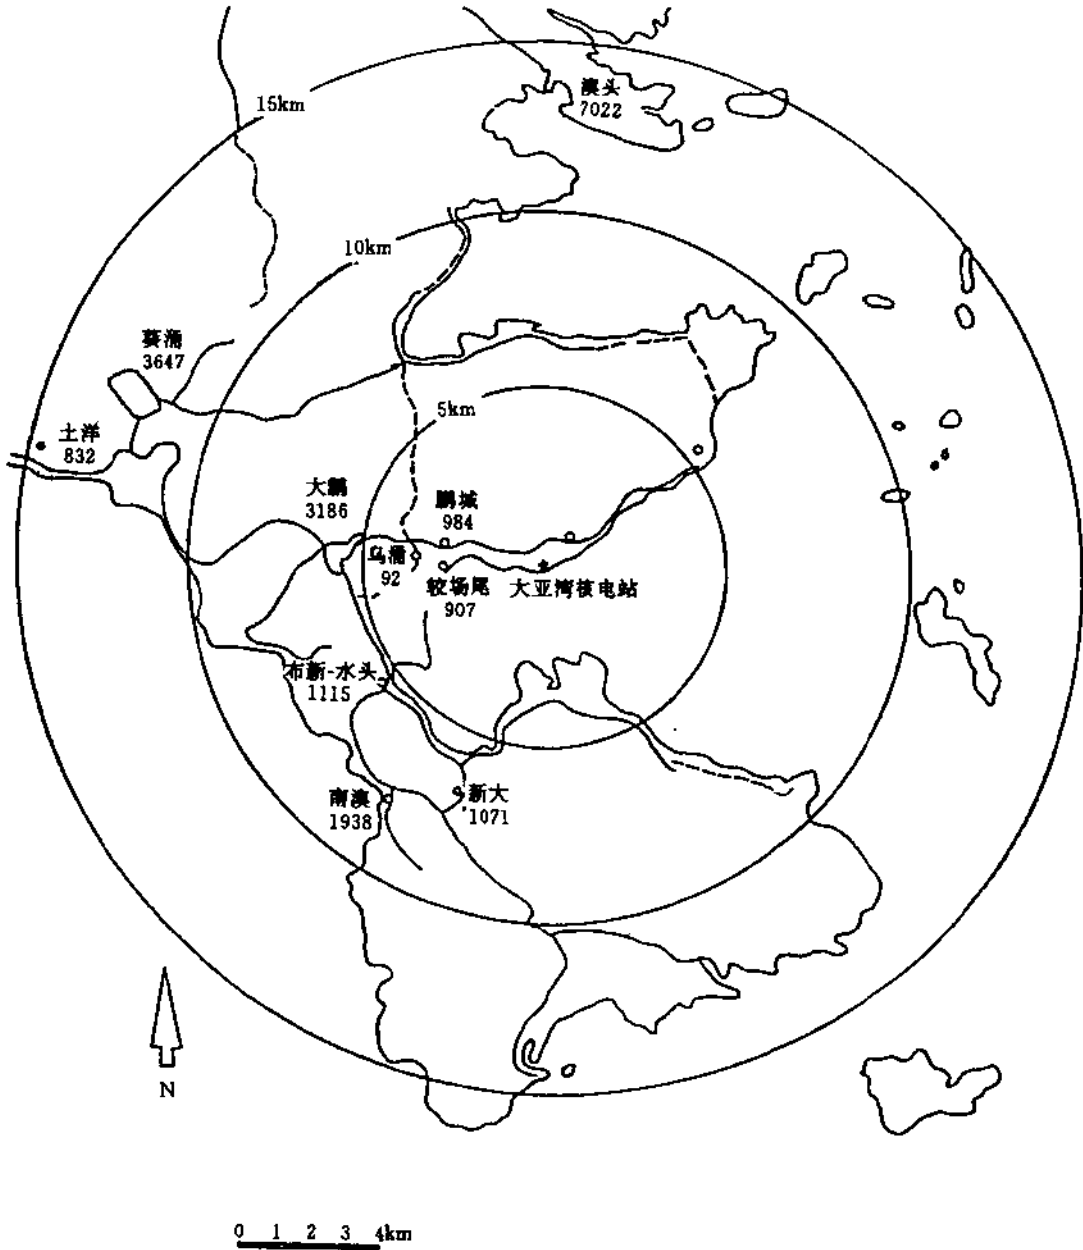 澳头
7022
15km
10km
葵涌
3647
5km
土洋
832
大鹏
3186
鹏城
984
乌涌
92
较场尾
907
大亚湾核电站
布新-水头
1115
南澳
1938
新大
1071
N
0 1 2 3 4km